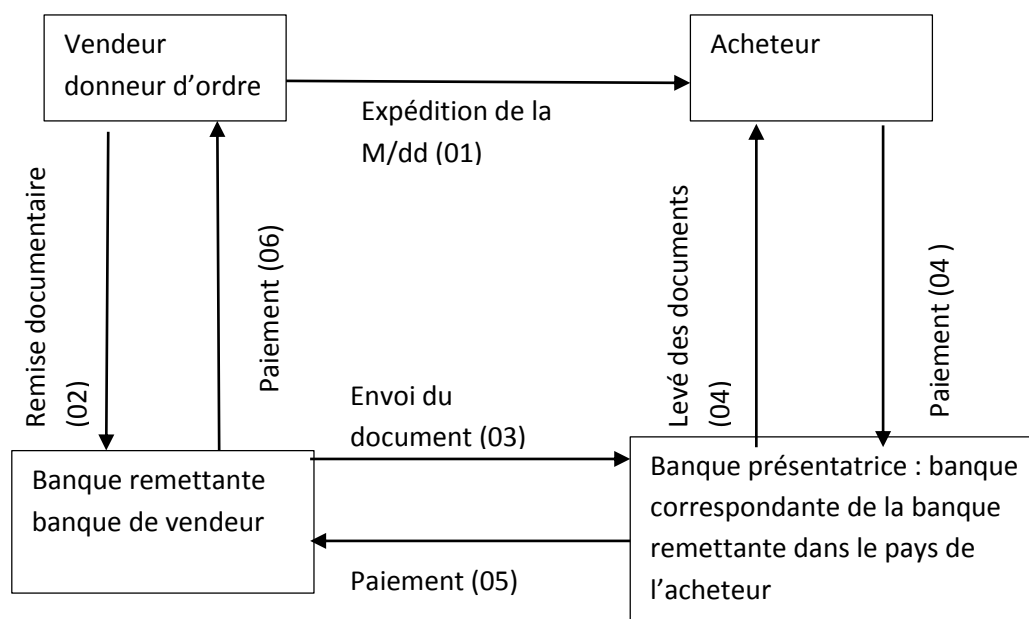 Vendeur
donneur d’ordre
Acheteur
Expédition de la
M/dd (01)
Remise documentaire
(02)
Paiement (06)
Levé des documents
(04)
Paiement (04 )
Envoi du
document (03)
Banque remettante
banque de vendeur
Paiement (05)
Banque présentatrice : banque
correspondante de la banque
remettante dans le pays de
l’acheteur